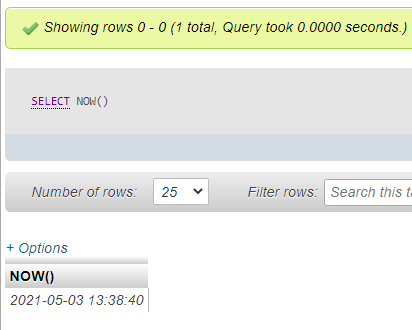 Showing rows 0 - 0 (1 total, Query took 0.0000 seconds.)
SELECT NOW()
Number of rows: 25 Filter rows: Search this ta
+ Options
NOW()
2021-05-03 13:38:40